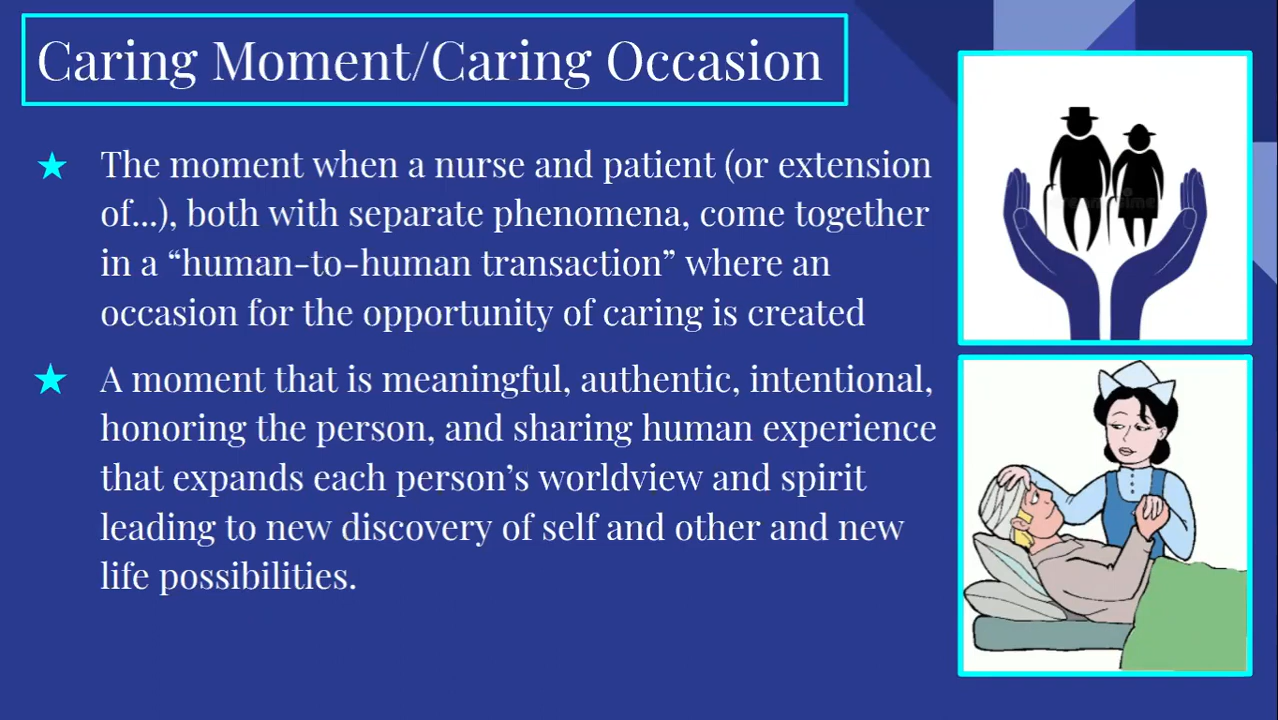 Caring Moment/Caring Occasion
The moment when a nurse and patient (or extension
of...), both with separate phenomena, come together
in a “human-to-human transaction” where an
occasion for the opportunity of caring is created
A moment that is meaningful, authentic, intentional,
honoring the person, and sharing human experience
that expands each person’s worldview and spirit
leading to new discovery of self and other and new
life possibilities.